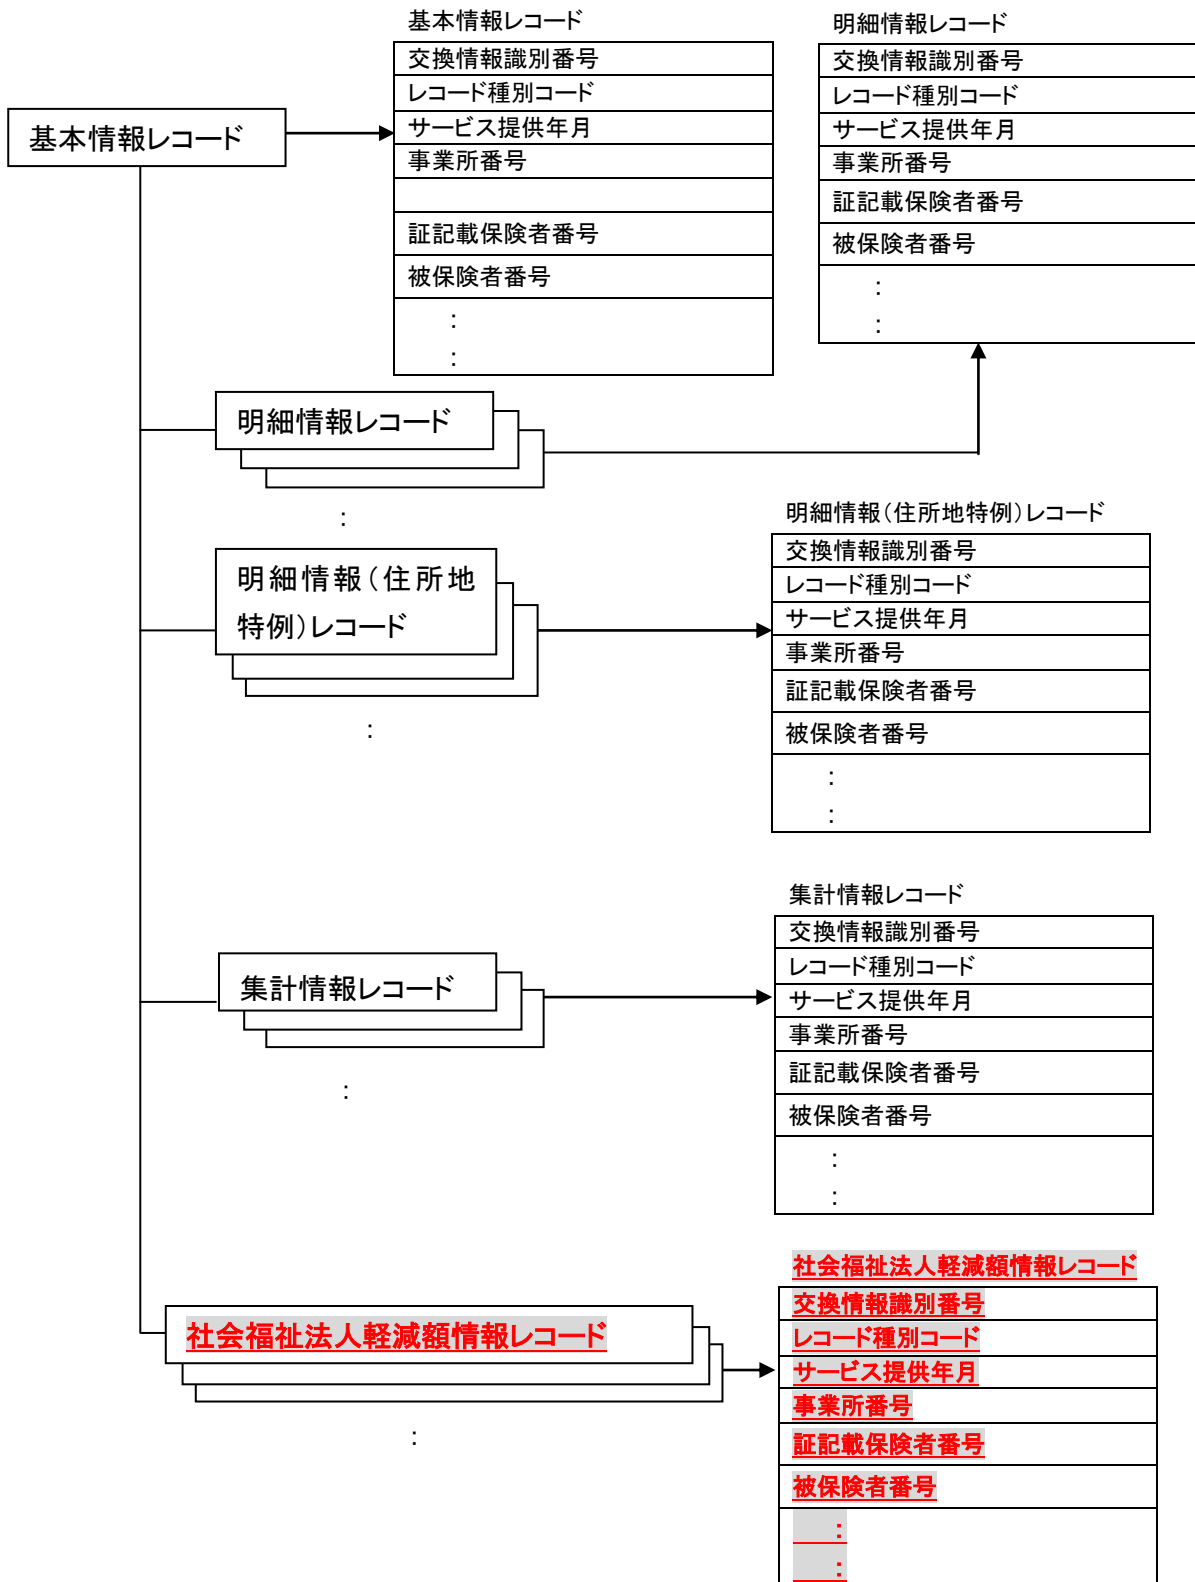 基本情報レコード
基本情報レコード
交換情報識別番号
レコード種別コード
サービス提供年月
事業所番号
証記載保険者番号
被保険者番号
:
:
明細情報レコード
交換情報識別番号
レコード種別コード
サービス提供年月
事業所番号
証記載保険者番号
被保険者番号
:
:
明細情報レコード
:
明細情報(住所地
特例)レコード
:
明細情報(住所地特例)レコード
交換情報識別番号
レコード種別コード
サービス提供年月
事業所番号
証記載保険者番号
被保険者番号
:
:
集計情報レコード
:
集計情報レコード
交換情報識別番号
レコード種別コード
サービス提供年月
事業所番号
証記載保険者番号
被保険者番号
:
:
社会福祉法人軽減額情報レコード
:
社会福祉法人軽減額情報レコード
交換情報識別番号
レコード種別コード
サービス提供年月
事業所番号
証記載保険者番号
被保険者番号
:
: